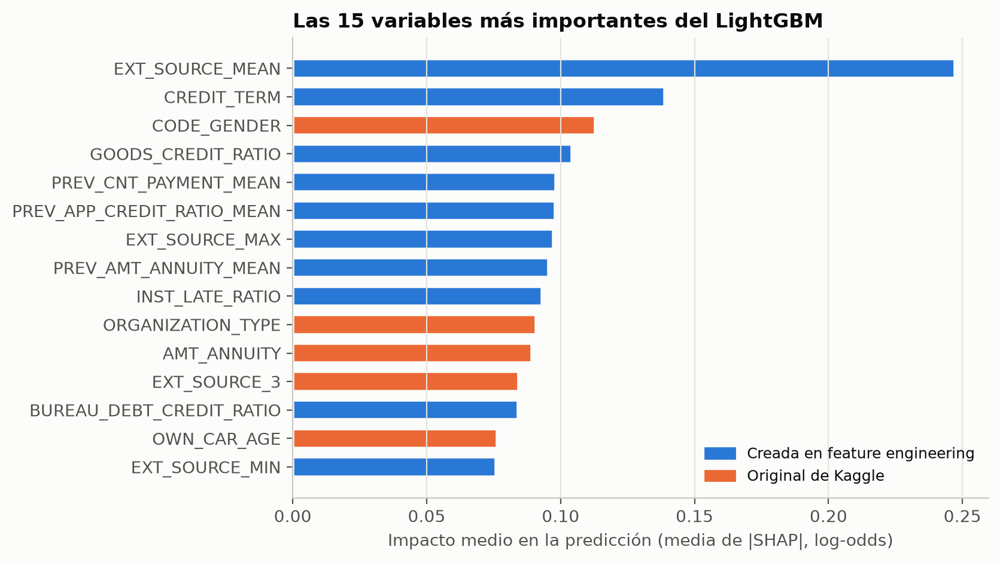 Las 15 variables más importantes del LightGBM
EXT_SOURCE_MEAN
CREDIT_TERM
CODE_GENDER
GOODS_CREDIT_RATIO
PREV_CNT_PAYMENT_MEAN
PREV_APP_CREDIT_RATIO_MEAN
EXT_SOURCE_MAX
PREV_AMT_ANNUITY_MEAN
INST_LATE_RATIO
ORGANIZATION_TYPE
AMT_ANNUITY
EXT_SOURCE_3
BUREAU_DEBT_CREDIT_RATIO
OWN_CAR_AGE
EXT_SOURCE_MIN
Creada en feature engineering
Original de Kaggle
0.00 0.05 0.10 0.15 0.20 0.25
Impacto medio en la predicción (media de |SHAP|, log-odds)